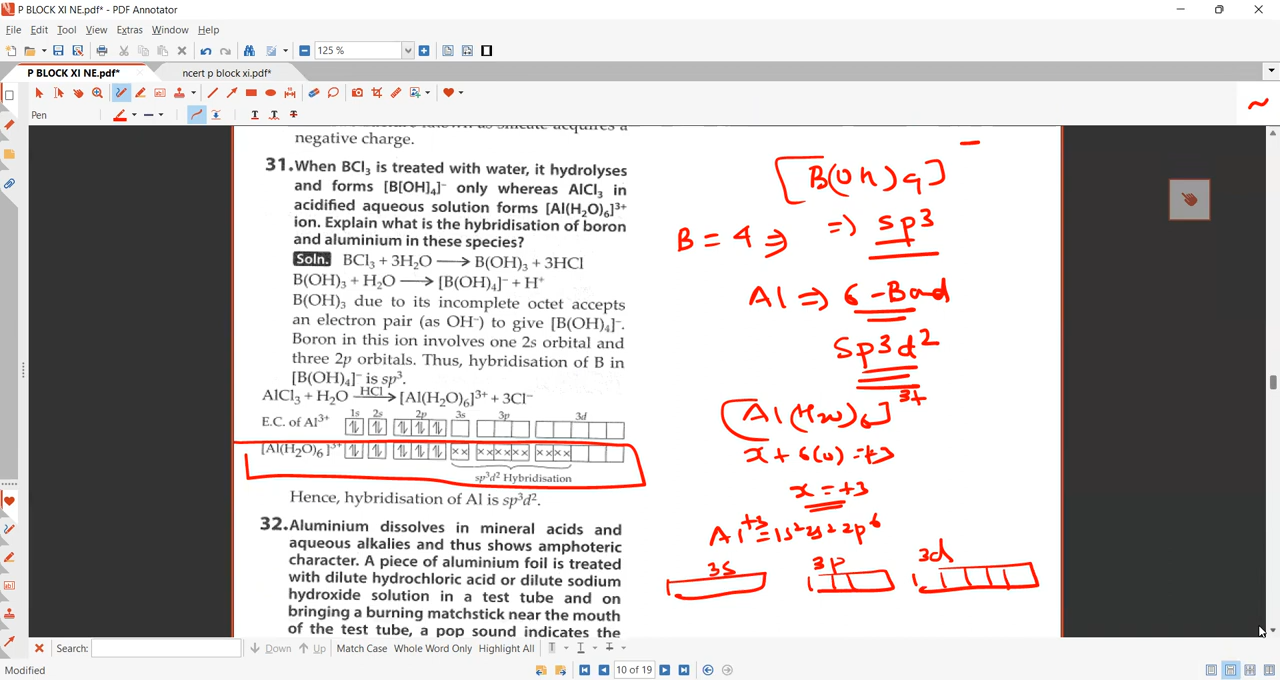 P BLOCK XI NE.pdf* - PDF Annotator
File Edit Tool View Extras Window Help
125 %
P BLOCK XI NE.pdf* ncert p block xi.pdf*
Pen
negative charge.
31. When BCl₃ is treated with water, it hydrolyses
and forms [B[OH]₄]⁻ only whereas AlCl₃ in
acidified aqueous solution forms [Al(H₂O)₆]³⁺
ion. Explain what is the hybridisation of boron
and aluminium in these species?
Soln. BCl₃ + 3H₂O ⟶ B(OH)₃ + 3HCl
B(OH)₃ + H₂O ⟶ [B(OH)₄]⁻ + H⁺
B(OH)₃ due to its incomplete octet accepts
an electron pair (as OH⁻) to give [B(OH)₄]⁻.
Boron in this ion involves one 2s orbital and
three 2p orbitals. Thus, hybridisation of B in
[B(OH)₄]⁻ is sp³.
AlCl₃ + H₂O HCl⟶ [Al(H₂O)₆]³⁺ + 3Cl⁻
1s 2s 2p 3s 3p 3d
E.C. of Al³⁺
[Al(H₂O)₆]³⁺ ×× ×××××× ××××
sp³d² Hybridisation
Hence, hybridisation of Al is sp³d².
32. Aluminium dissolves in mineral acids and
aqueous alkalies and thus shows amphoteric
character. A piece of aluminium foil is treated
with dilute hydrochloric acid or dilute sodium
hydroxide solution in a test tube and on
bringing a burning matchstick near the mouth
of the test tube, a pop sound indicates the
[B(OH)4]⁻
B = 4 ⇒ ⇒ sp3
Al ⇒ 6-Bond
sp3d²
[Al(H2O)6]3+
x + 6(0) = +3
x = +3
Al+3 = 1s²2s²2p⁶
3s 3p 3d
Search: Down Up Match Case Whole Word Only Highlight All
Modified 10 of 19